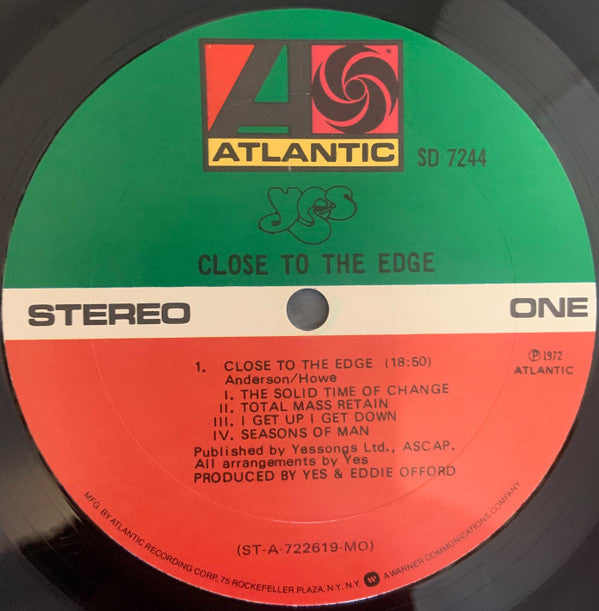 A
ATLANTIC
SD 7244
yes
CLOSE TO THE EDGE
STEREO
ONE
℗ 1972
ATLANTIC
1. CLOSE TO THE EDGE (18:50)
Anderson/Howe
I. THE SOLID TIME OF CHANGE
II. TOTAL MASS RETAIN
III. I GET UP I GET DOWN
IV. SEASONS OF MAN
Published by Yessongs Ltd., ASCAP.
All arrangements by Yes
PRODUCED BY YES & EDDIE OFFORD
(ST-A-722619-MO)
MFG. BY ATLANTIC RECORDING CORP., 75 ROCKEFELLER PLAZA, N.Y. N.Y. W A WARNER COMMUNICATIONS COMPANY